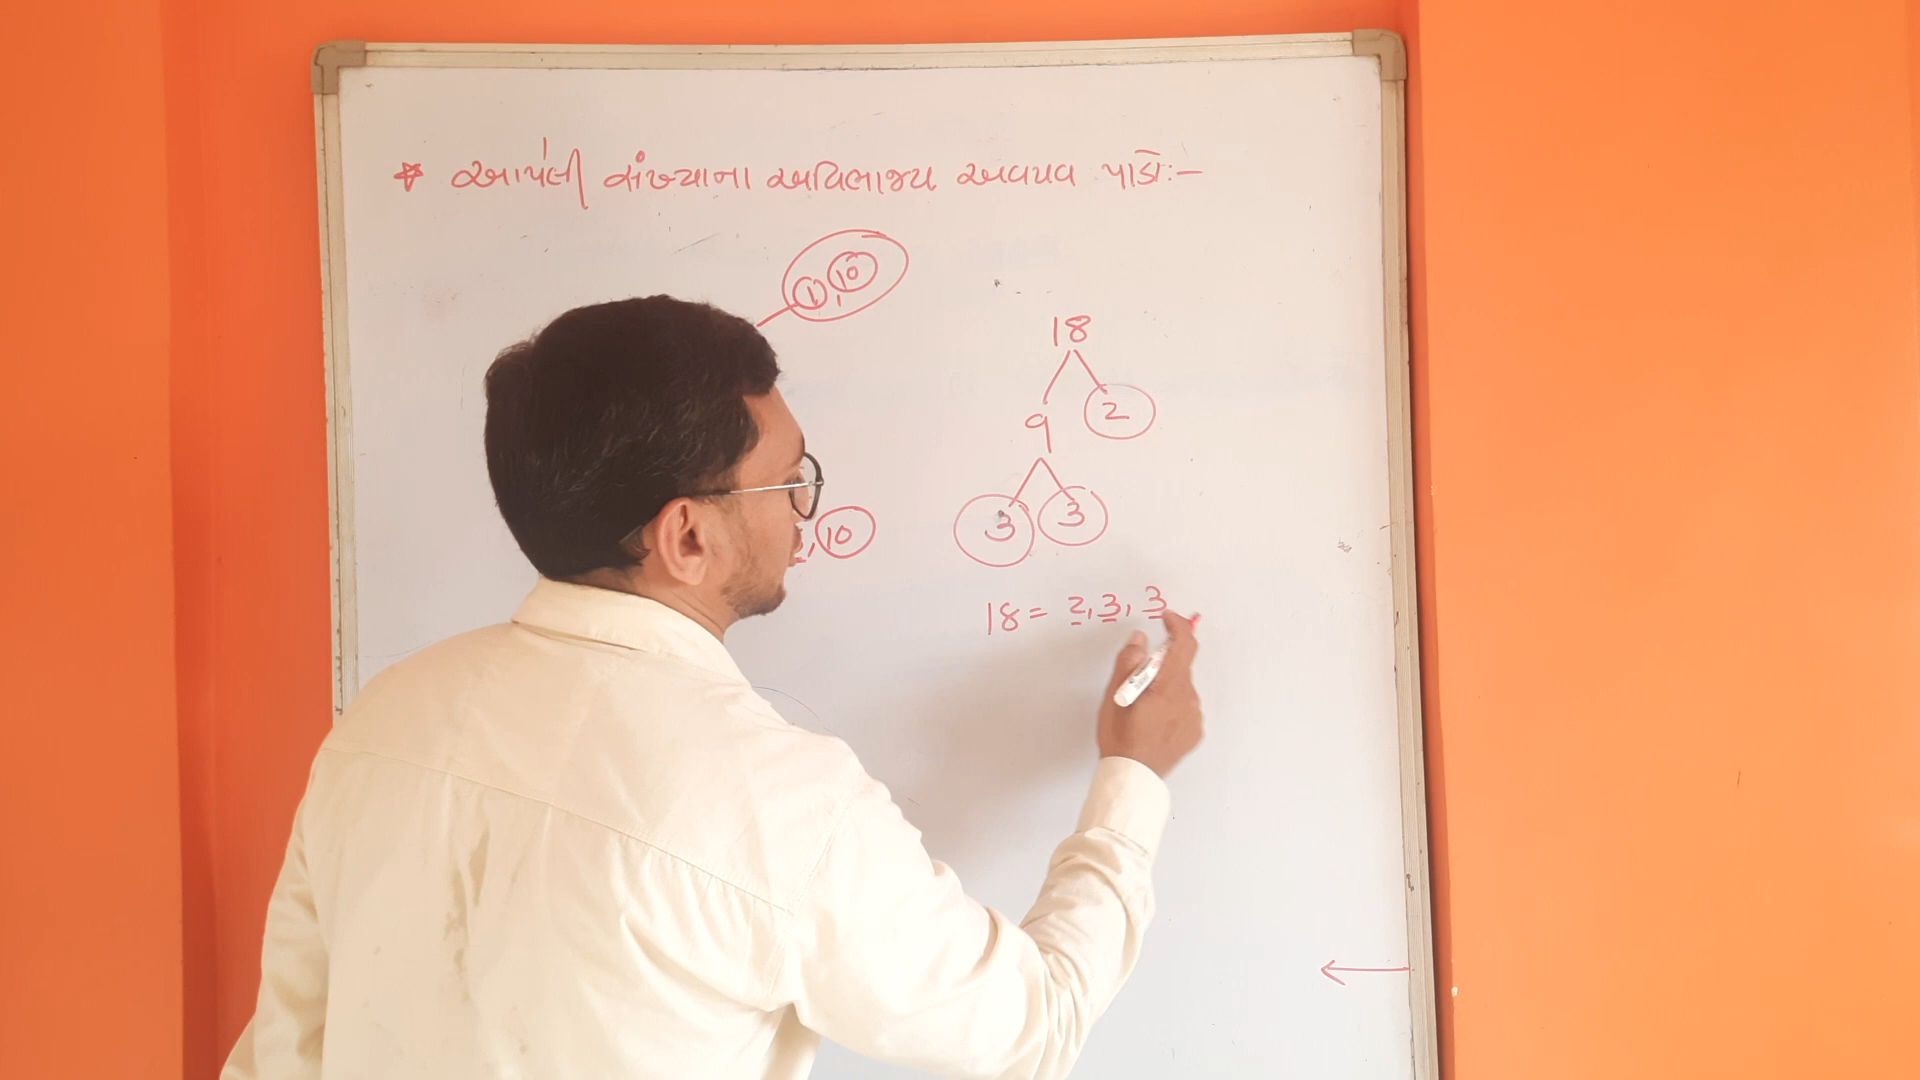 * આપેલી સંખ્યાના અવિભાજ્ય અવયવ પાડો:-
1, 10
18
9 2
, 10
3 3
18 = 2, 3, 3